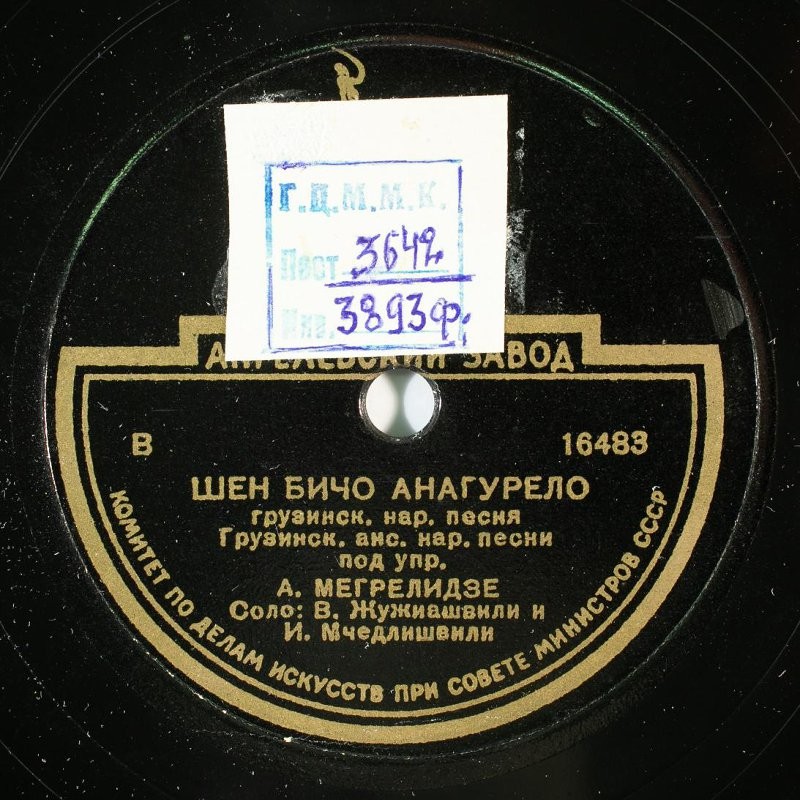 Г.Ц.М.М.К.
Пост. 3642
Инв. 3893ф.
АПРЕЛЕВСКИЙ ЗАВОД
В 16483
ШЕН БИЧО АНАГУРЕЛО
грузинск. нар. песня
Грузинск. анс. нар. песни
под упр.
А. МЕГРЕЛИДЗЕ
Соло: В. Жужиашвили и
И. Мчедлишвили
КОМИТЕТ ПО ДЕЛАМ ИСКУССТВ ПРИ СОВЕТЕ МИНИСТРОВ СССР